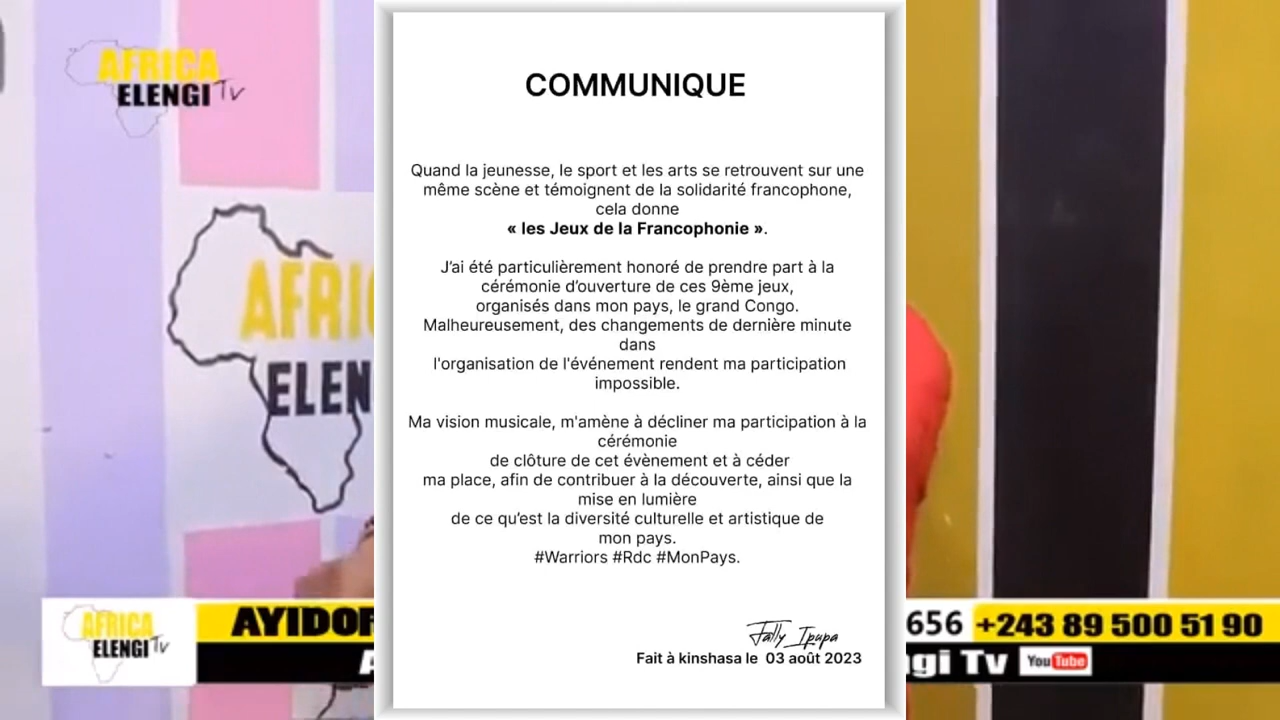 AFRICA
ELENGI Tv
COMMUNIQUE
Quand la jeunesse, le sport et les arts se retrouvent sur une
même scène et témoignent de la solidarité francophone,
cela donne
« les Jeux de la Francophonie ».
J'ai été particulièrement honoré de prendre part à la
cérémonie d'ouverture de ces 9ème jeux,
organisés dans mon pays, le grand Congo.
Malheureusement, des changements de dernière minute
dans
l'organisation de l'événement rendent ma participation
impossible.
Ma vision musicale, m'amène à décliner ma participation à la
cérémonie
de clôture de cet évènement et à céder
ma place, afin de contribuer à la découverte, ainsi que la
mise en lumière
de ce qu'est la diversité culturelle et artistique de
mon pays.
#Warriors #Rdc #MonPays.
Fally Ipupa
Fait à kinshasa le 03 août 2023
AFRI
ELEN
AFRICA
ELENGI Tv
AYIDOF
656 +243 89 500 51 90
A
ngi Tv YouTube